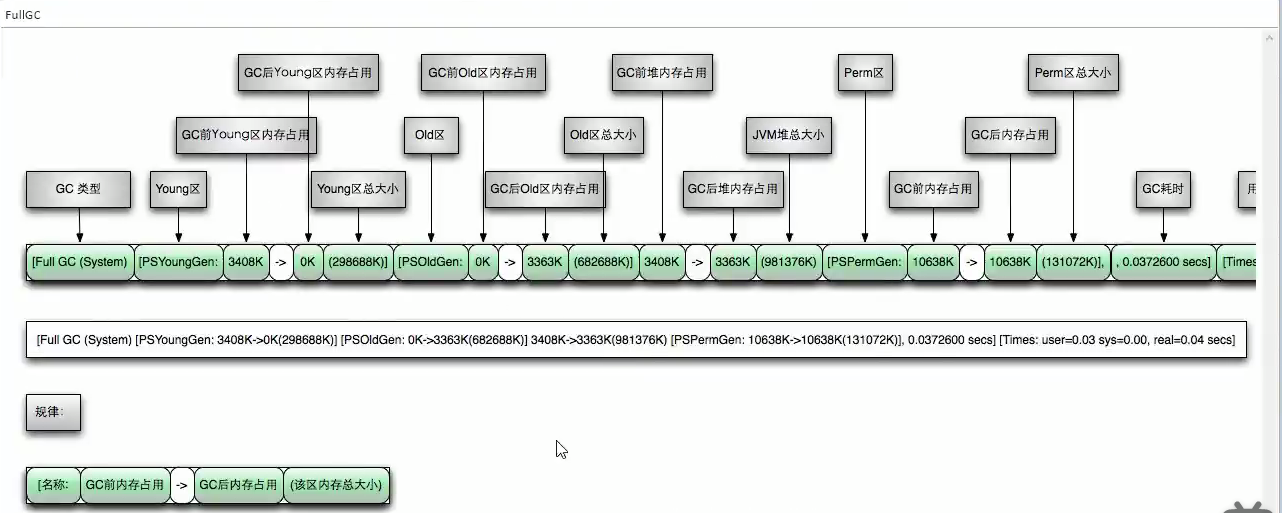 FullGC
GC后Young区内存占用 GC前Old区内存占用 GC前堆内存占用 Perm区 Perm区总大小
GC前Young区内存占用 Old区 Old区总大小 JVM堆总大小 GC后内存占用
GC 类型 Young区 Young区总大小 GC后Old区内存占用 GC后堆内存占用 GC前内存占用 GC耗时 用
[Full GC (System) [PSYoungGen: 3408K -> 0K (298688K)] [PSOldGen: 0K -> 3363K (682688K)] 3408K -> 3363K (981376K) [PSPermGen: 10638K -> 10638K (131072K)], , 0.0372600 secs] [Times
[Full GC (System) [PSYoungGen: 3408K->0K(298688K)] [PSOldGen: 0K->3363K(682688K)] 3408K->3363K(981376K) [PSPermGen: 10638K->10638K(131072K)], 0.0372600 secs] [Times: user=0.03 sys=0.00, real=0.04 secs]
规律：
[名称: GC前内存占用 -> GC后内存占用 (该区内存总大小)